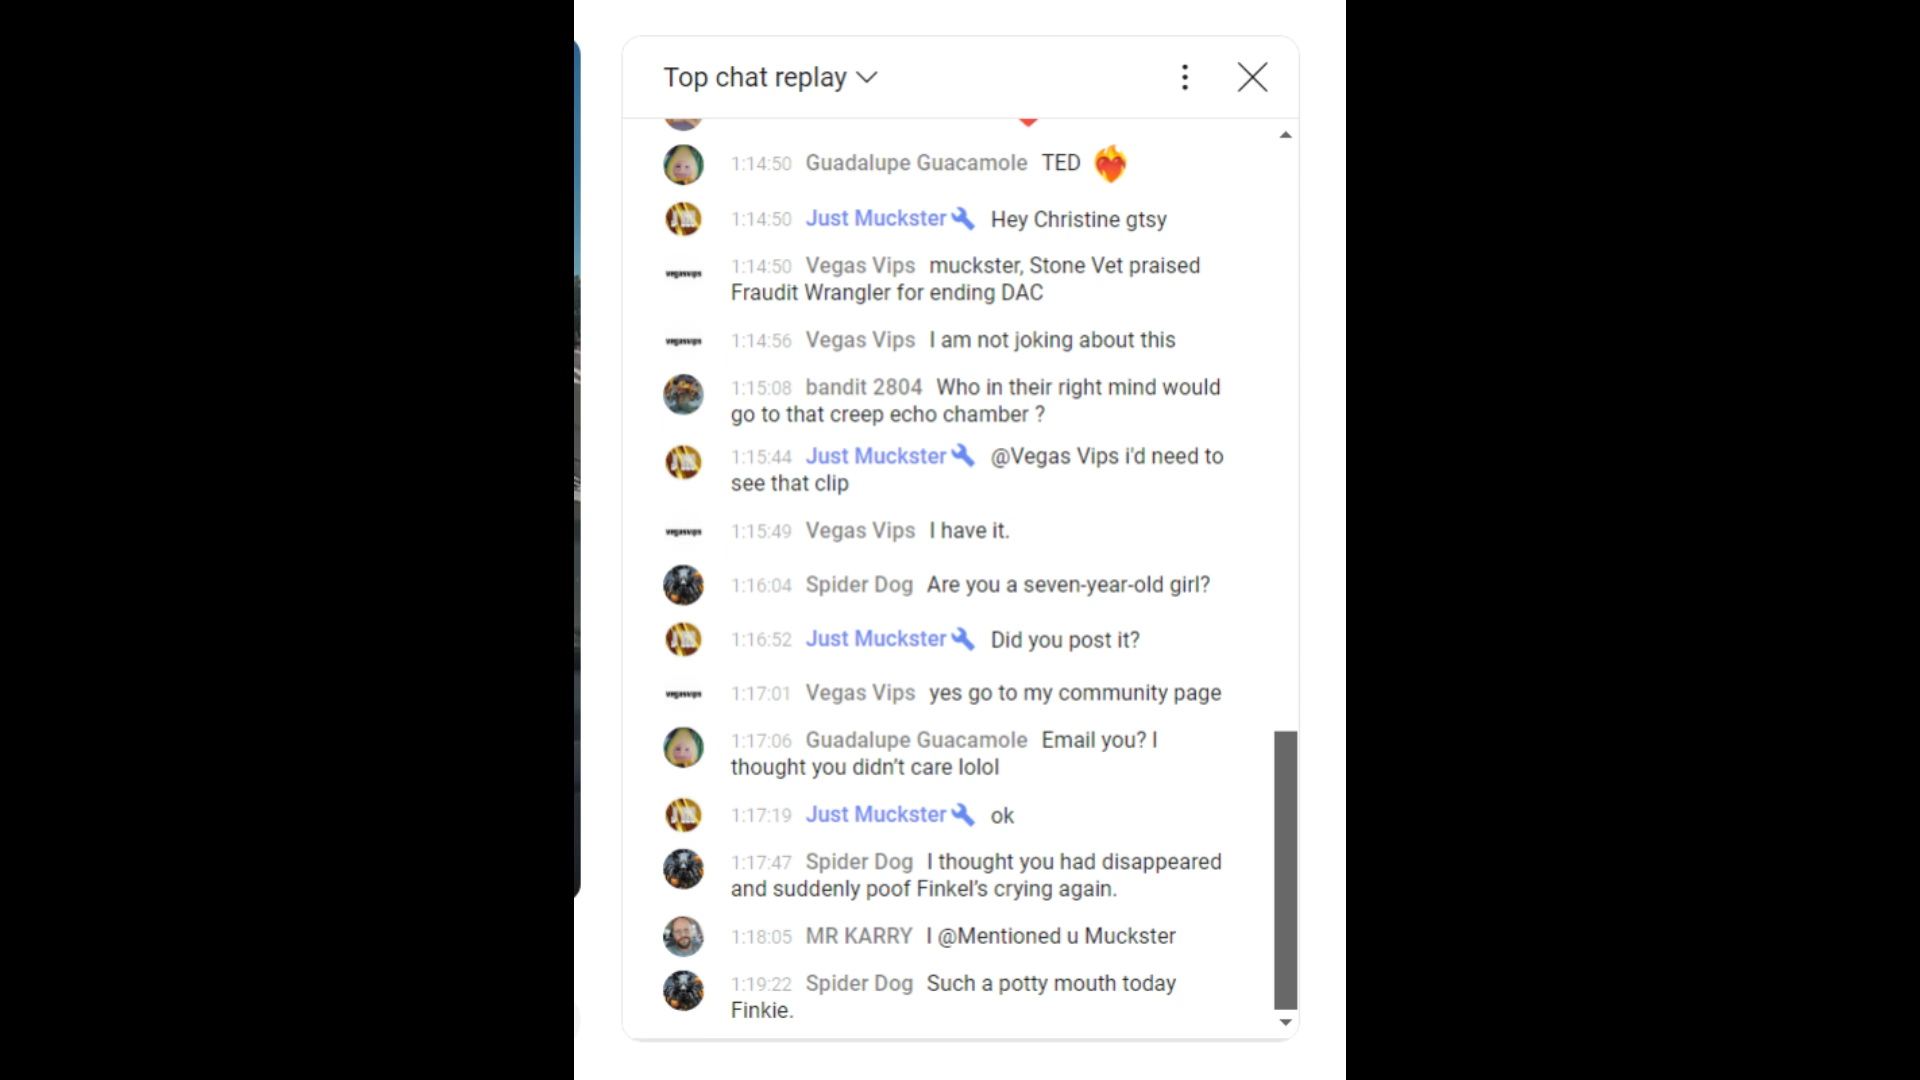 Top chat replay
1:14:50 Guadalupe Guacamole TED
1:14:50 Just Muckster Hey Christine gtsy
1:14:50 Vegas Vips muckster, Stone Vet praised
Fraudit Wrangler for ending DAC
1:14:56 Vegas Vips I am not joking about this
1:15:08 bandit 2804 Who in their right mind would
go to that creep echo chamber ?
1:15:44 Just Muckster @Vegas Vips i'd need to
see that clip
1:15:49 Vegas Vips I have it.
1:16:04 Spider Dog Are you a seven-year-old girl?
1:16:52 Just Muckster Did you post it?
1:17:01 Vegas Vips yes go to my community page
1:17:06 Guadalupe Guacamole Email you? I
thought you didn’t care lolol
1:17:19 Just Muckster ok
1:17:47 Spider Dog I thought you had disappeared
and suddenly poof Finkel’s crying again.
1:18:05 MR KARRY I @Mentioned u Muckster
1:19:22 Spider Dog Such a potty mouth today
Finkie.